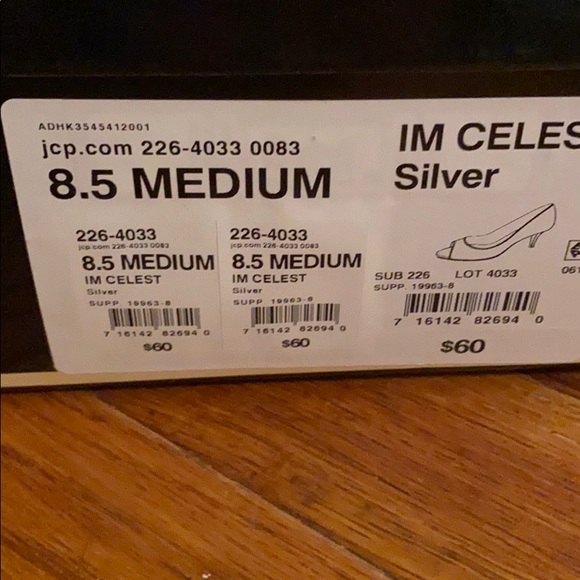 ADHK3545412001
jcp.com 226-4033 0083
8.5 MEDIUM
226-4033
jcp.com 226-4033 0083
8.5 MEDIUM
IM CELEST
Silver
SUPP 19963-8
7 16142 82694 0
$60
226-4033
jcp.com 226-4033 0083
8.5 MEDIUM
IM CELEST
Silver
SUPP 19963-8
7 16142 82694 0
$60
IM CELES
Silver
SUB 226 LOT 4033
SUPP. 19963-8
7 16142 82694 0
$60
061